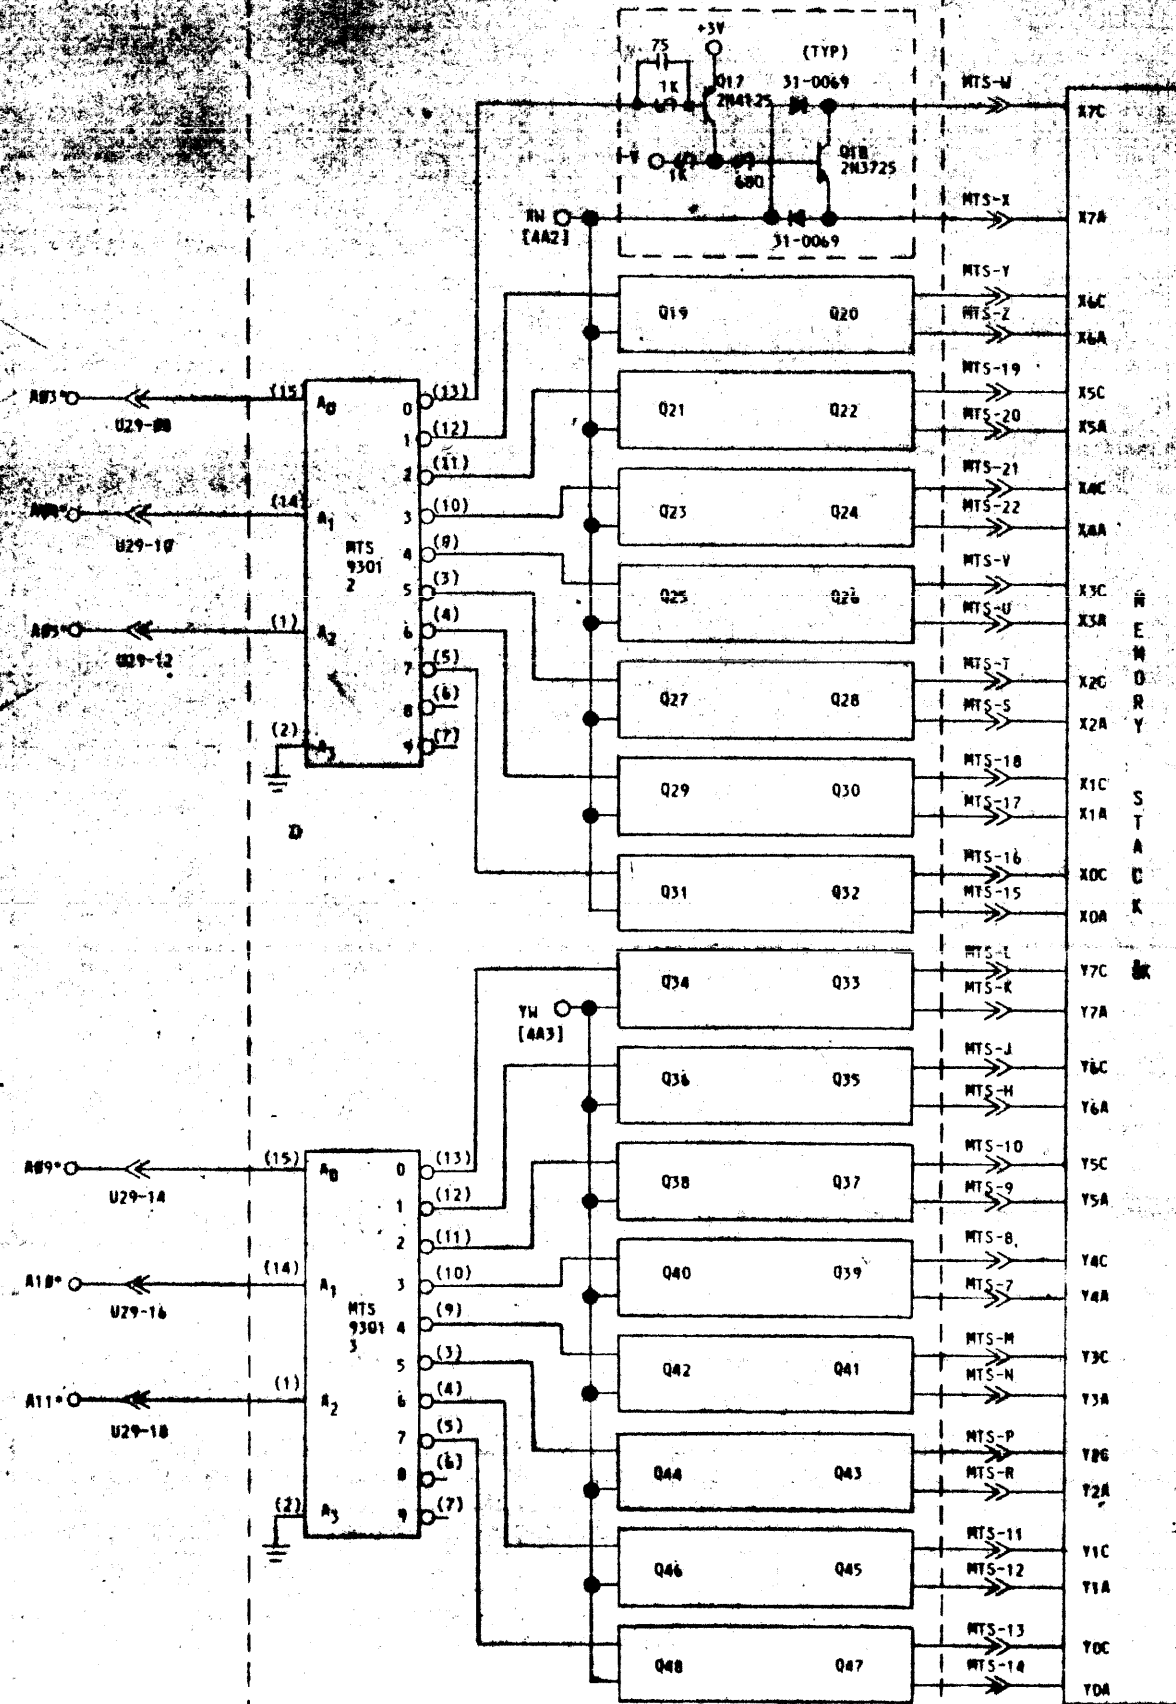 +3V
75
(TYP)
1K
Q17
2N4125
31-0069
MTS-W
X7C
-V
1K
680
Q18
2N3725
XW
[4A2]
31-0069
MTS-X
X7A
MTS-Y
X6C
Q19
Q20
MTS-Z
X6A
MTS-19
X5C
Q21
Q22
MTS-20
X5A
MTS-21
X4C
Q23
Q24
MTS-22
X4A
MTS-V
X3C
Q25
Q26
MTS-U
X3A
MTS-T
X2C
Q27
Q28
MTS-S
X2A
MTS-18
X1C
Q29
Q30
MTS-17
X1A
MTS-16
X0C
Q31
Q32
MTS-15
X0A
AØ3*
(15)
A0
0
(13)
1
(12)
2
(11)
(14)
A1
3
(10)
U29-10
MTS
9301
2
4
(9)
5
(3)
AØ5*
(1)
A2
6
(4)
U29-12
7
(5)
8
(6)
(2)
A3
9
(7)
D
MEMORY STACK
8K
MTS-L
Y7C
Q34
Q33
MTS-K
Y7A
YW
[4A3]
MTS-J
Y6C
Q36
Q35
MTS-H
Y6A
MTS-10
Y5C
Q38
Q37
MTS-9
Y5A
MTS-8
Y4C
Q40
Q39
MTS-7
Y4A
MTS-M
Y3C
Q42
Q41
MTS-N
Y3A
MTS-P
Y2C
Q44
Q43
MTS-R
Y2A
MTS-11
Y1C
Q46
Q45
MTS-12
Y1A
MTS-13
Y0C
Q48
Q47
MTS-14
Y0A
AØ9*
U29-14
(15)
A0
0
(13)
1
(12)
2
(11)
A1Ø*
U29-16
(14)
A1
3
(10)
MTS
9301
3
4
(9)
5
(3)
A11*
U29-18
(1)
A2
6
(4)
7
(5)
8
(6)
(2)
A3
9
(7)